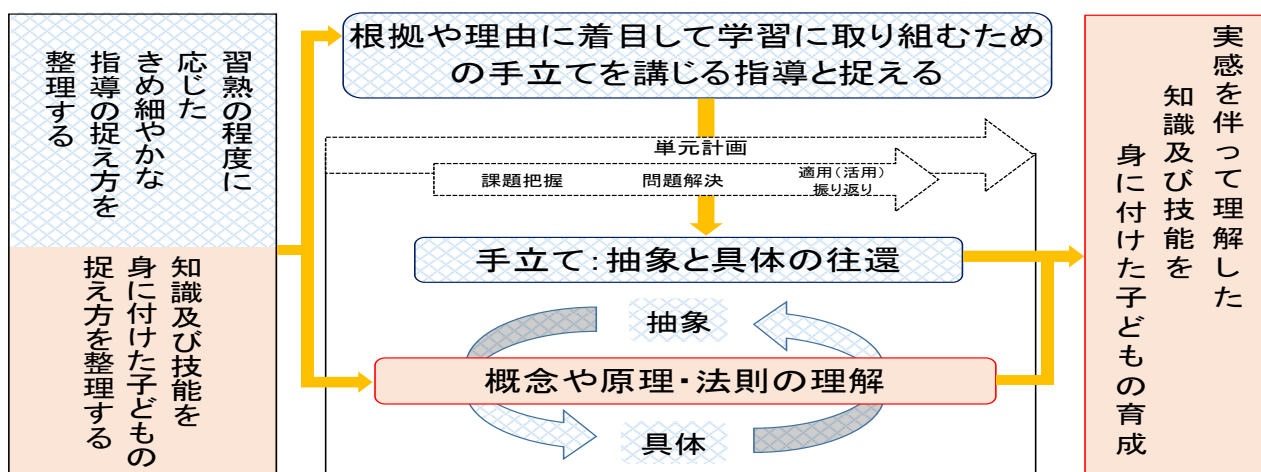 習熟の程度に
応じた
きめ細やかな
指導の捉え方を
整理する
知識及び技能を
身に付けた子どもの
捉え方を整理する
根拠や理由に着目して学習に取り組むため
の手立てを講じる指導と捉える
単元計画
課題把握
問題解決
適用(活用)
振り返り
手立て:抽象と具体の往還
抽象
概念や原理・法則の理解
具体
実感を伴って理解した
知識及び技能を
身に付けた子どもの育成